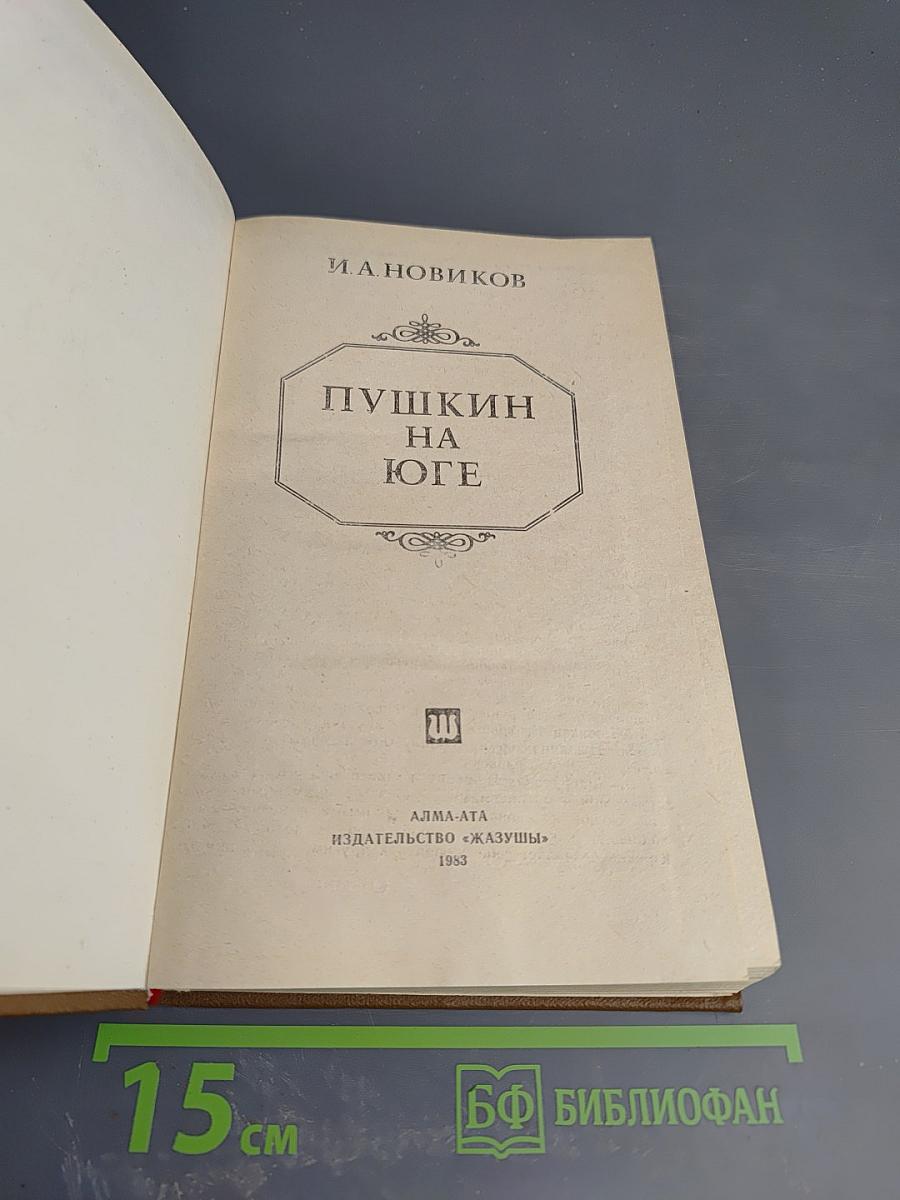 И. А. НОВИКОВ
ПУШКИН
НА
ЮГЕ
АЛМА-АТА
ИЗДАТЕЛЬСТВО «ЖАЗУШЫ»
1983
15 см
БФ БИБЛИОФАН